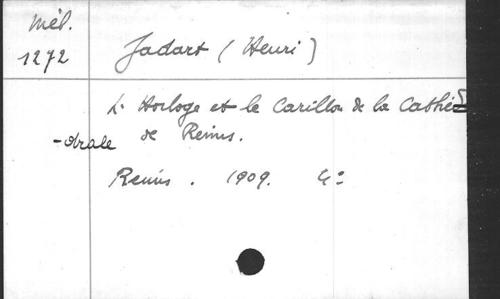 Mél.
1272
Jadart (Henri)
L'Horloge et le Carillon de la Cathé
-drale de Reims.
Reims. 1909. 4°